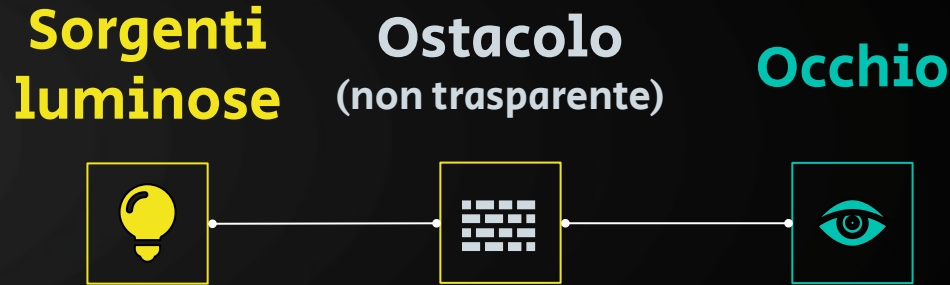 Sorgenti
luminose
Ostacolo
(non trasparente)
Occhio